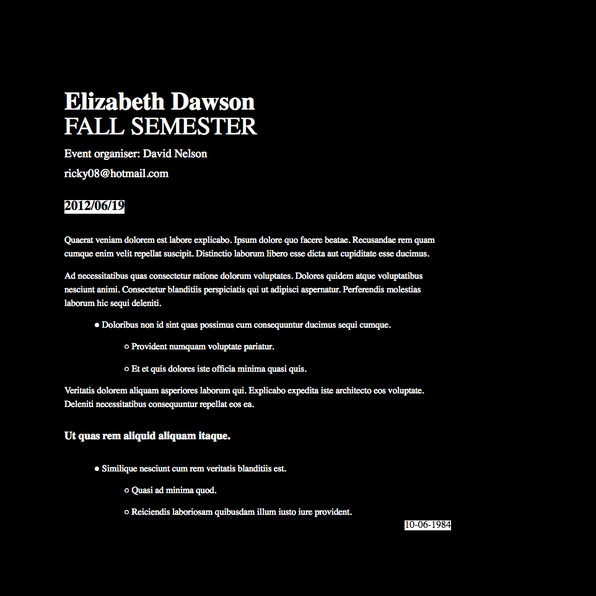 Elizabeth Dawson
FALL SEMESTER
Event organiser: David Nelson
ricky08@hotmail.com
2012/06/19
Quaerat veniam dolorem est labore explicabo. Ipsum dolore quo facere beatae. Recusandae rem quam
cumque enim velit repellat suscipit. Distinctio laborum libero esse dicta aut cupiditate esse ducimus.
Ad necessitatibus quas consectetur ratione dolorum voluptates. Dolores quidem atque voluptatibus
nesciunt animi. Consectetur blanditiis perspiciatis qui ut adipisci aspernatur. Perferendis molestias
laborum hic sequi deleniti.
● Doloribus non id sint quas possimus cum consequuntur ducimus sequi cumque.
○ Provident numquam voluptate pariatur.
○ Et et quis dolores iste officia minima quasi quis.
Veritatis dolorem aliquam asperiores laborum qui. Explicabo expedita iste architecto eos voluptate.
Deleniti necessitatibus consequuntur repellat eos ea.
Ut quas rem aliquid aliquam itaque.
● Similique nesciunt cum rem veritatis blanditiis est.
○ Quasi ad minima quod.
○ Reiciendis laboriosam quibusdam illum iusto iure provident.
10-06-1984